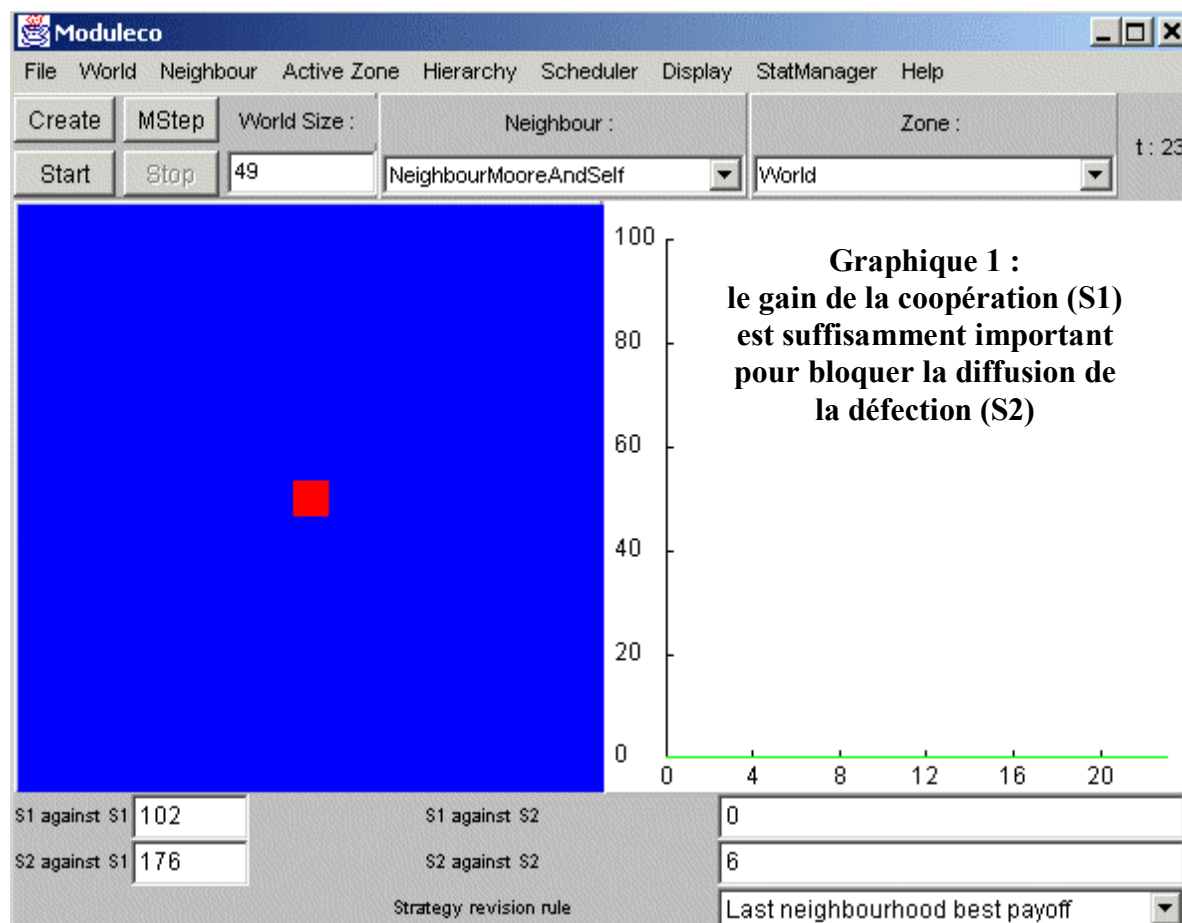 Moduleco
File World Neighbour Active Zone Hierarchy Scheduler Display StatManager Help
Create MStep World Size : Neighbour : Zone :
t : 23
Start Stop 49 NeighbourMooreAndSelf World
100
80
60
40
20
0
0 4 8 12 16 20
Graphique 1 :
le gain de la coopération (S1)
est suffisamment important
pour bloquer la diffusion de
la défection (S2)
S1 against S1 102 S1 against S2 0
S2 against S1 176 S2 against S2 6
Strategy revision rule Last neighbourhood best payoff